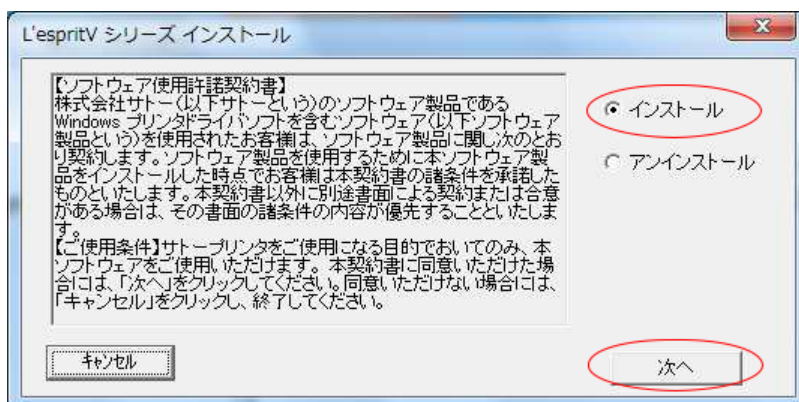 L'espritV シリーズ インストール
【ソフトウェア使用許諾契約書】
株式会社サトー(以下サトーという)のソフトウェア製品である
Windows プリンタドライバソフトを含むソフトウェア(以下ソフトウェア
製品という)を使用されたお客様は、ソフトウェア製品に関し次のとお
り契約します。ソフトウェア製品を使用するために本ソフトウェア製
品をインストールした時点でお客様は本契約書の諸条件を承諾した
ものといたします。本契約書以外に別途書面による契約または合意
がある場合は、その書面の諸条件の内容が優先することといたしま
す。
【ご使用条件】サトープリンタをご使用になる目的でおいてのみ、本
ソフトウェアをご使用いただけます。本契約書に同意いただけた場
合には、「次へ」をクリックしてください。同意いただけない場合には、
「キャンセル」をクリックし、終了してください。
インストール
アンインストール
キャンセル
次へ